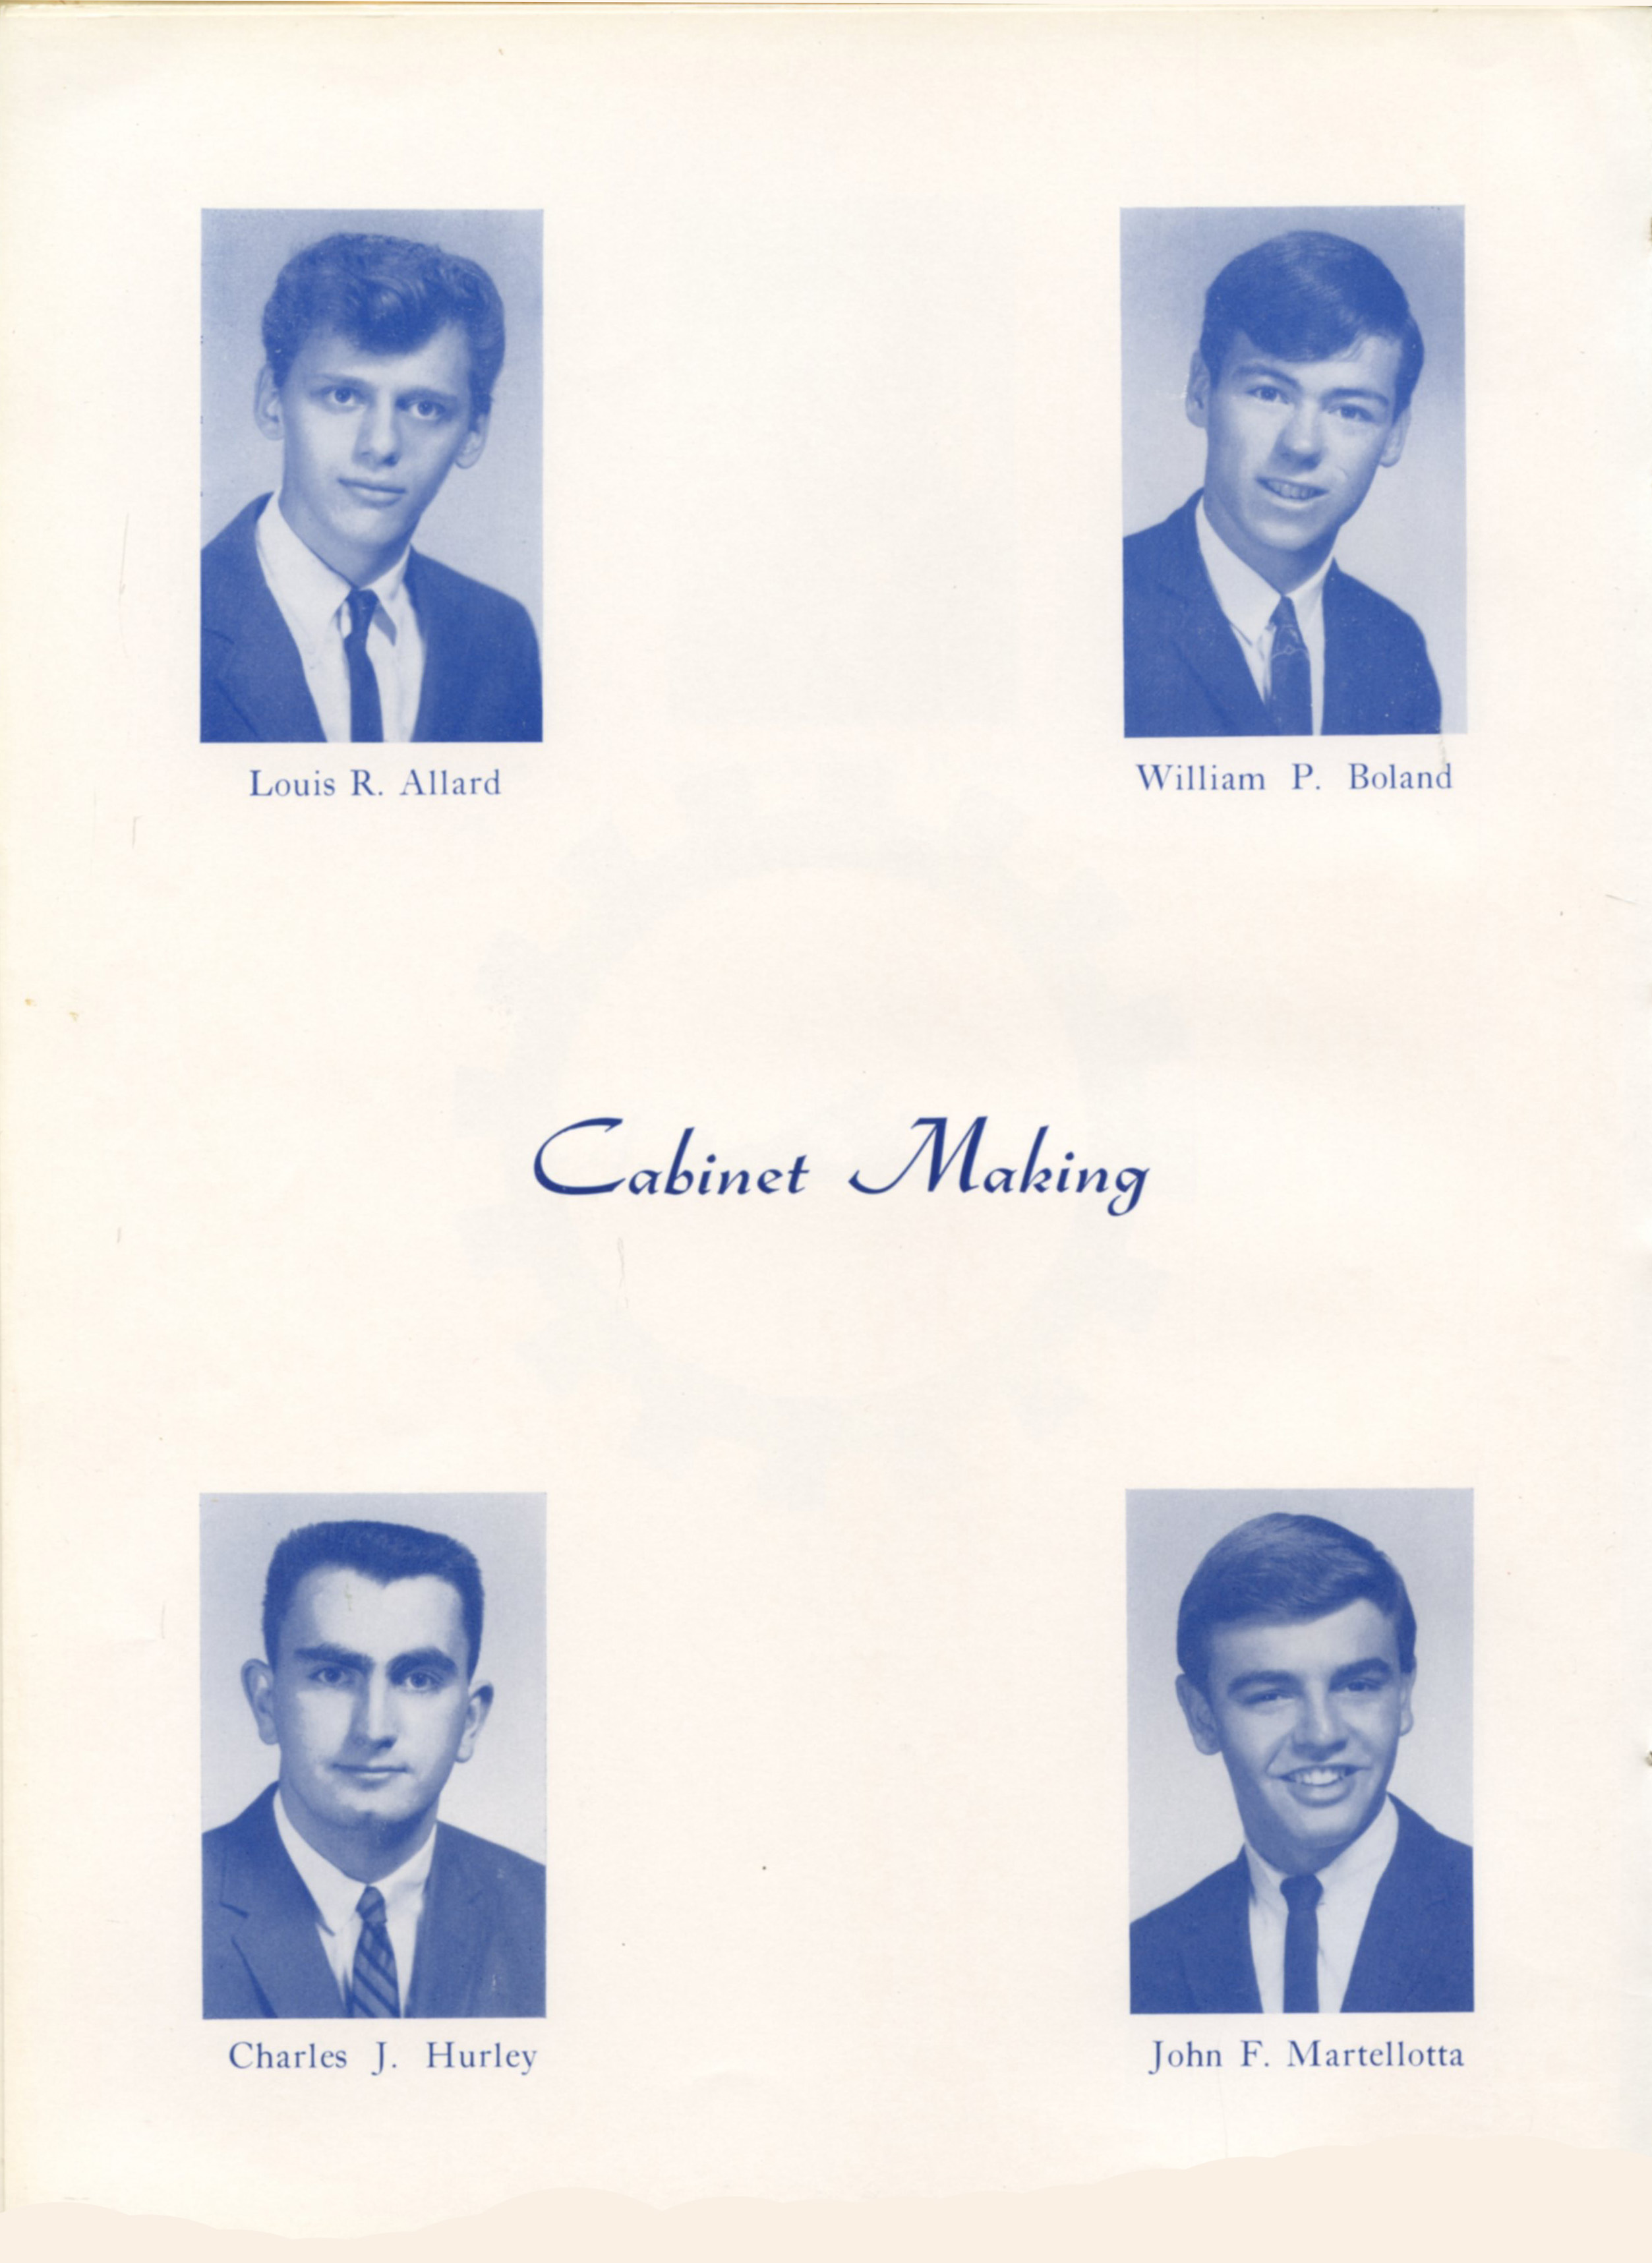 Louis R. Allard
William P. Boland
Cabinet Making
Charles J. Hurley
John F. Martellotta